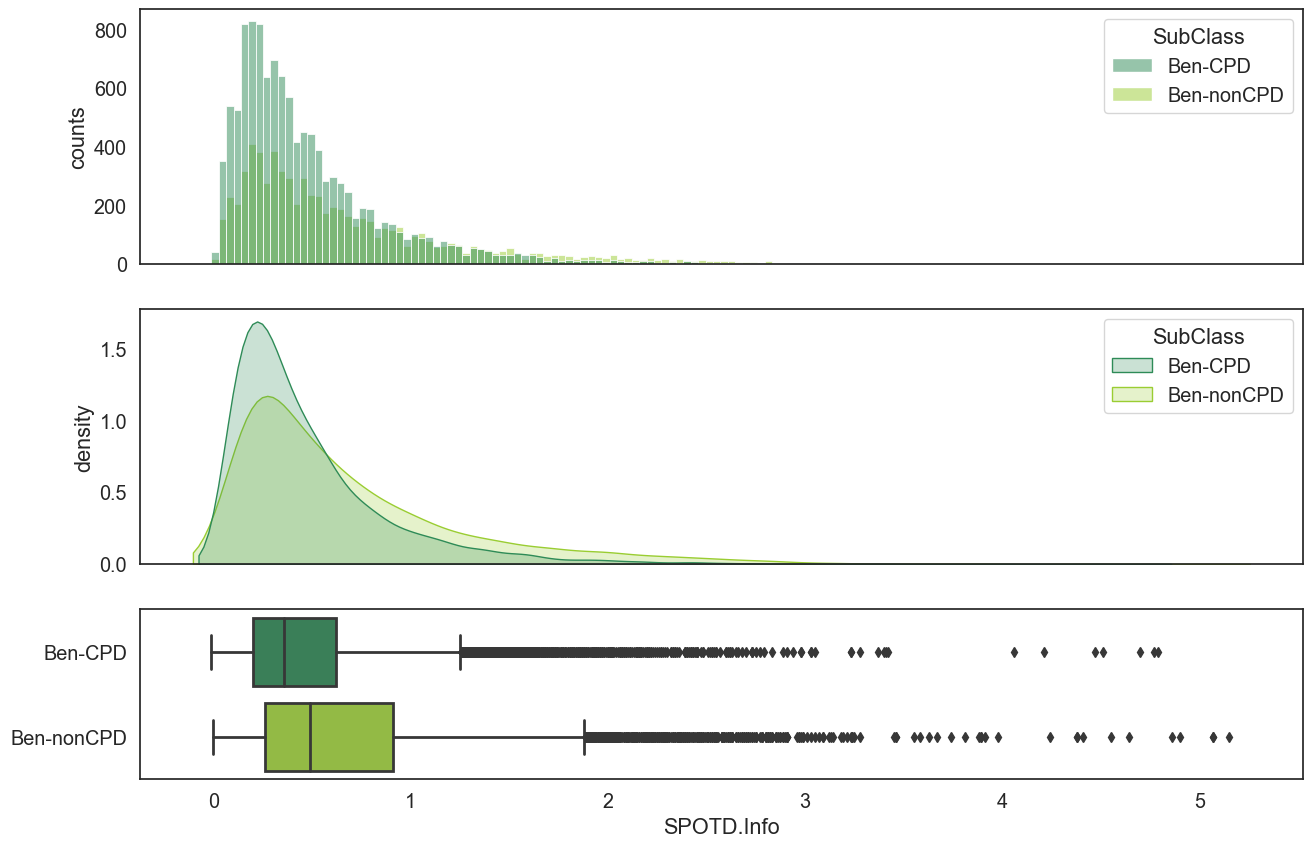 800
600
400
200
0
counts
SubClass
Ben-CPD
Ben-nonCPD
1.5
1.0
0.5
0.0
density
SubClass
Ben-CPD
Ben-nonCPD
Ben-CPD
Ben-nonCPD
0 1 2 3 4 5
SPOTD.Info